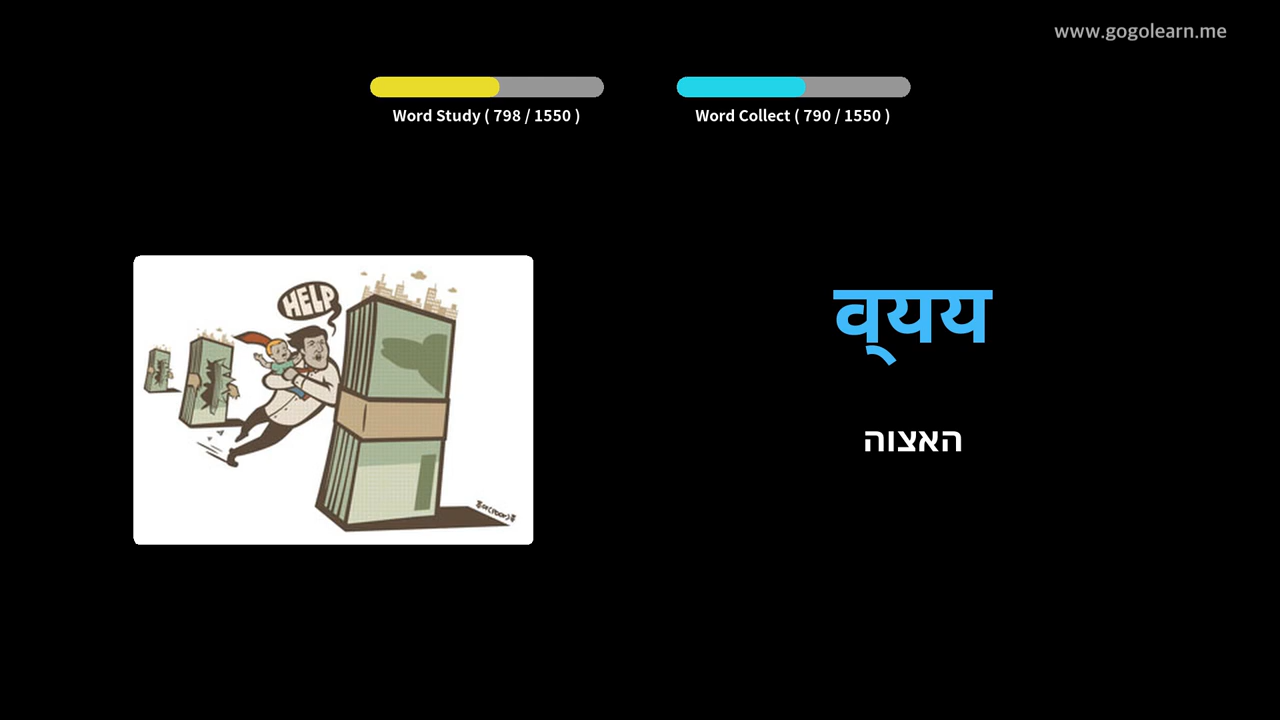 www.gogolearn.me
Word Study ( 798 / 1550 )
Word Collect ( 790 / 1550 )
HELP
व्‌यय
האצוה